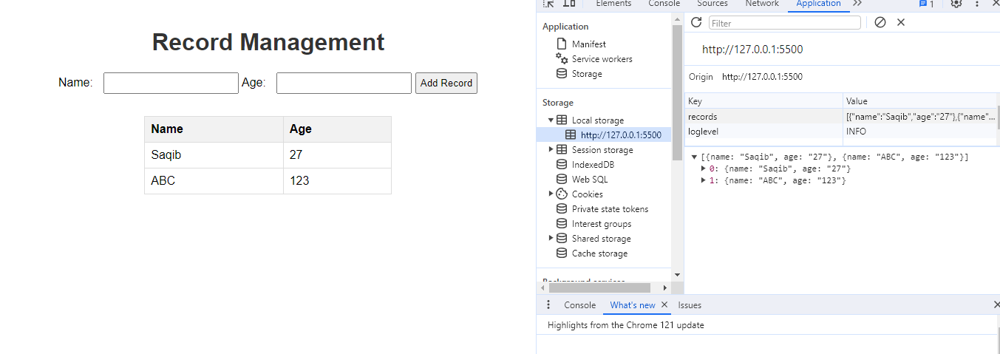 Record Management
Name: Age: Add Record
Name Age
Saqib 27
ABC 123
Elements Console Sources Network Application 1
Application
Manifest
Service workers
Storage
Storage
Local storage
http://127.0.0.1:5500
Session storage
IndexedDB
Web SQL
Cookies
Private state tokens
Interest groups
Shared storage
Cache storage
Background services
Filter
http://127.0.0.1:5500
Origin http://127.0.0.1:5500
Key Value
records [{"name":"Saqib","age":"27"},{"name"...
loglevel INFO
[{name: "Saqib", age: "27"}, {name: "ABC", age: "123"}]
0: {name: "Saqib", age: "27"}
1: {name: "ABC", age: "123"}
Console What's new Issues
Highlights from the Chrome 121 update